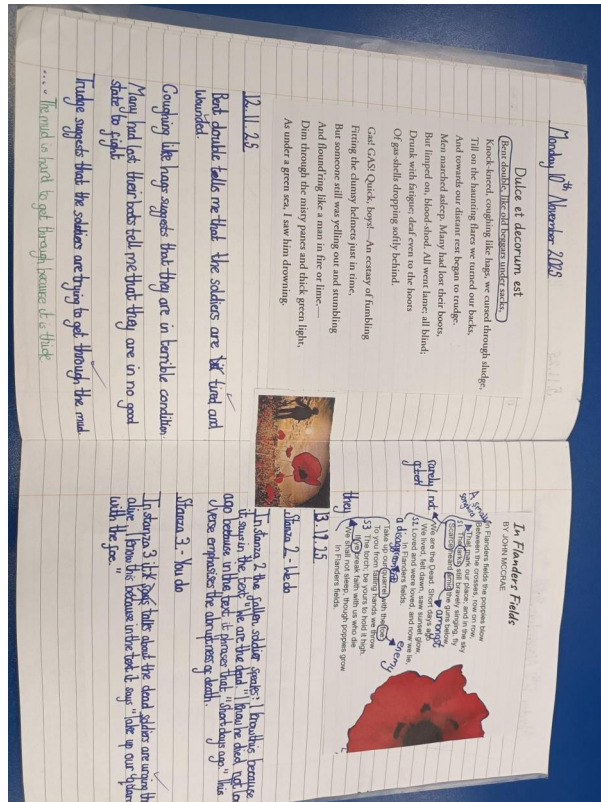 Monday 10th November 2025
Dulce et decorum est
Bent double, like old beggars under sacks,
Knock-kneed, coughing like hags, we cursed through sludge,
Till on the haunting flares we turned our backs,
And towards our distant rest began to trudge.
Men marched asleep. Many had lost their boots,
But limped on, blood-shod. All went lame; all blind;
Drunk with fatigue; deaf even to the hoots
Of gas-shells dropping softly behind.
Gas! GAS! Quick, boys!—An ecstasy of fumbling
Fitting the clumsy helmets just in time,
But someone still was yelling out and stumbling
And flound'ring like a man in fire or lime.—
Dim through the misty panes and thick green light,
As under a green sea, I saw him drowning.
12.11.25
Bent double tells me that the soldiers are tired and
wounded.
Coughing like hags suggests that they are in terrible condition
Many had lost their boots tell me that they are in no good
state to fight
Trudge suggests that the soldiers are trying to get through the mud.
.... The mud is hard to get through because it is thick
In Flanders Fields
BY JOHN MCCRAE
In Flanders fields the poppies blow
Between the crosses, row on row,
That mark our place; and in the sky
S1 The larks, still bravely singing, fly
Scarcely heard amid the guns below.
amongst
rarely / not
often
We are the Dead. Short days ago
We lived, felt dawn, saw sunset glow,
S2 Loved and were loved, and now we lie,
In Flanders fields.
a disagreement
Take up our quarrel with the foe:
enemy
To you from failing hands we throw
S3 The torch; be yours to hold it high.
If ye break faith with us who die
they
We shall not sleep, though poppies grow
In Flanders fields.
13.11.25
Stanza 2 - We do
In stanza 2 the fallen soldier speaks: I know this because
it says in the text "We are the dead" I know he died not lo
ago because in the text it phrases that "Short days ago" This
verse emphasises the abruptness or death.
Stanza 3 - You do
In stanza 3 it talk about the dead soldiers are urging th
alive. I know this because in the text it says "Take up our quarr
with the foe"